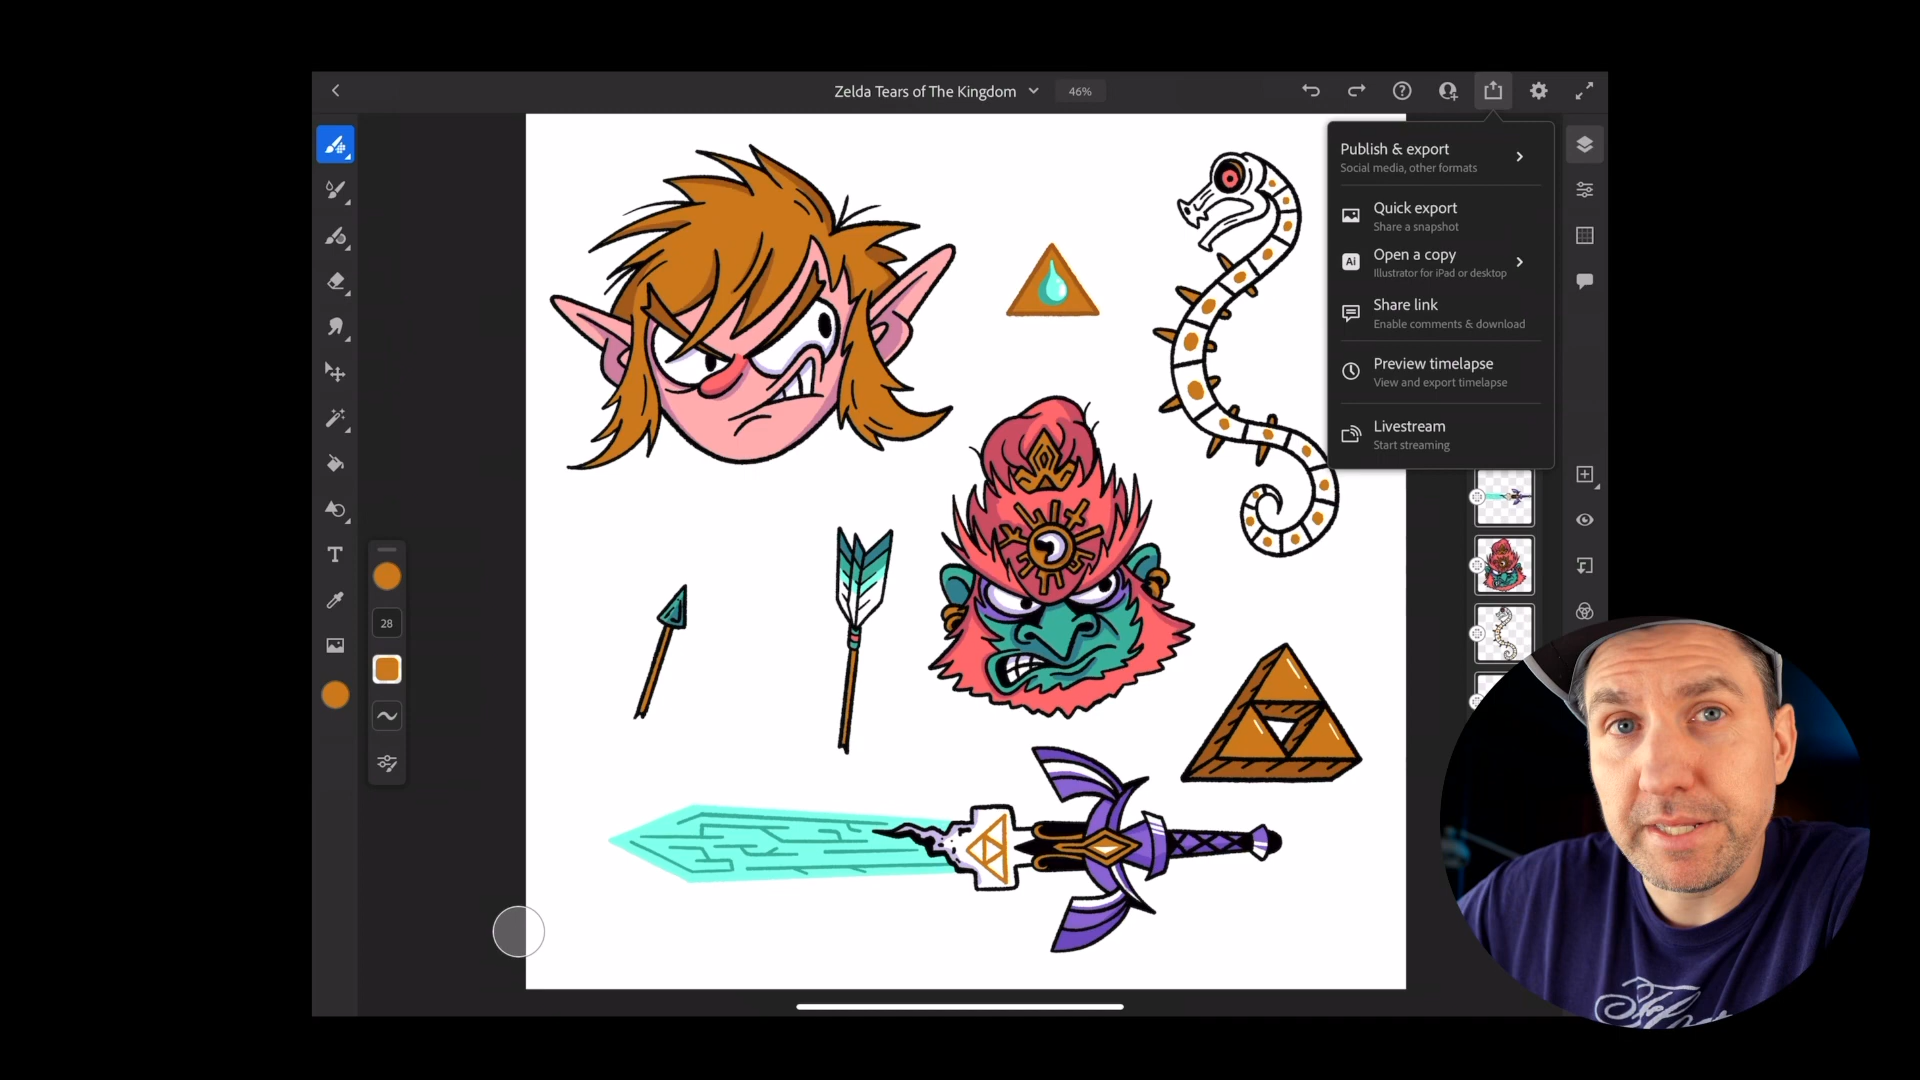 Zelda Tears of The Kingdom
46%
Publish & export
Social media, other formats
Quick export
Share a snapshot
Ai
Open a copy
Illustrator for iPad or desktop
Share link
Enable comments & download
Preview timelapse
View and export timelapse
Livestream
Start streaming
T
28